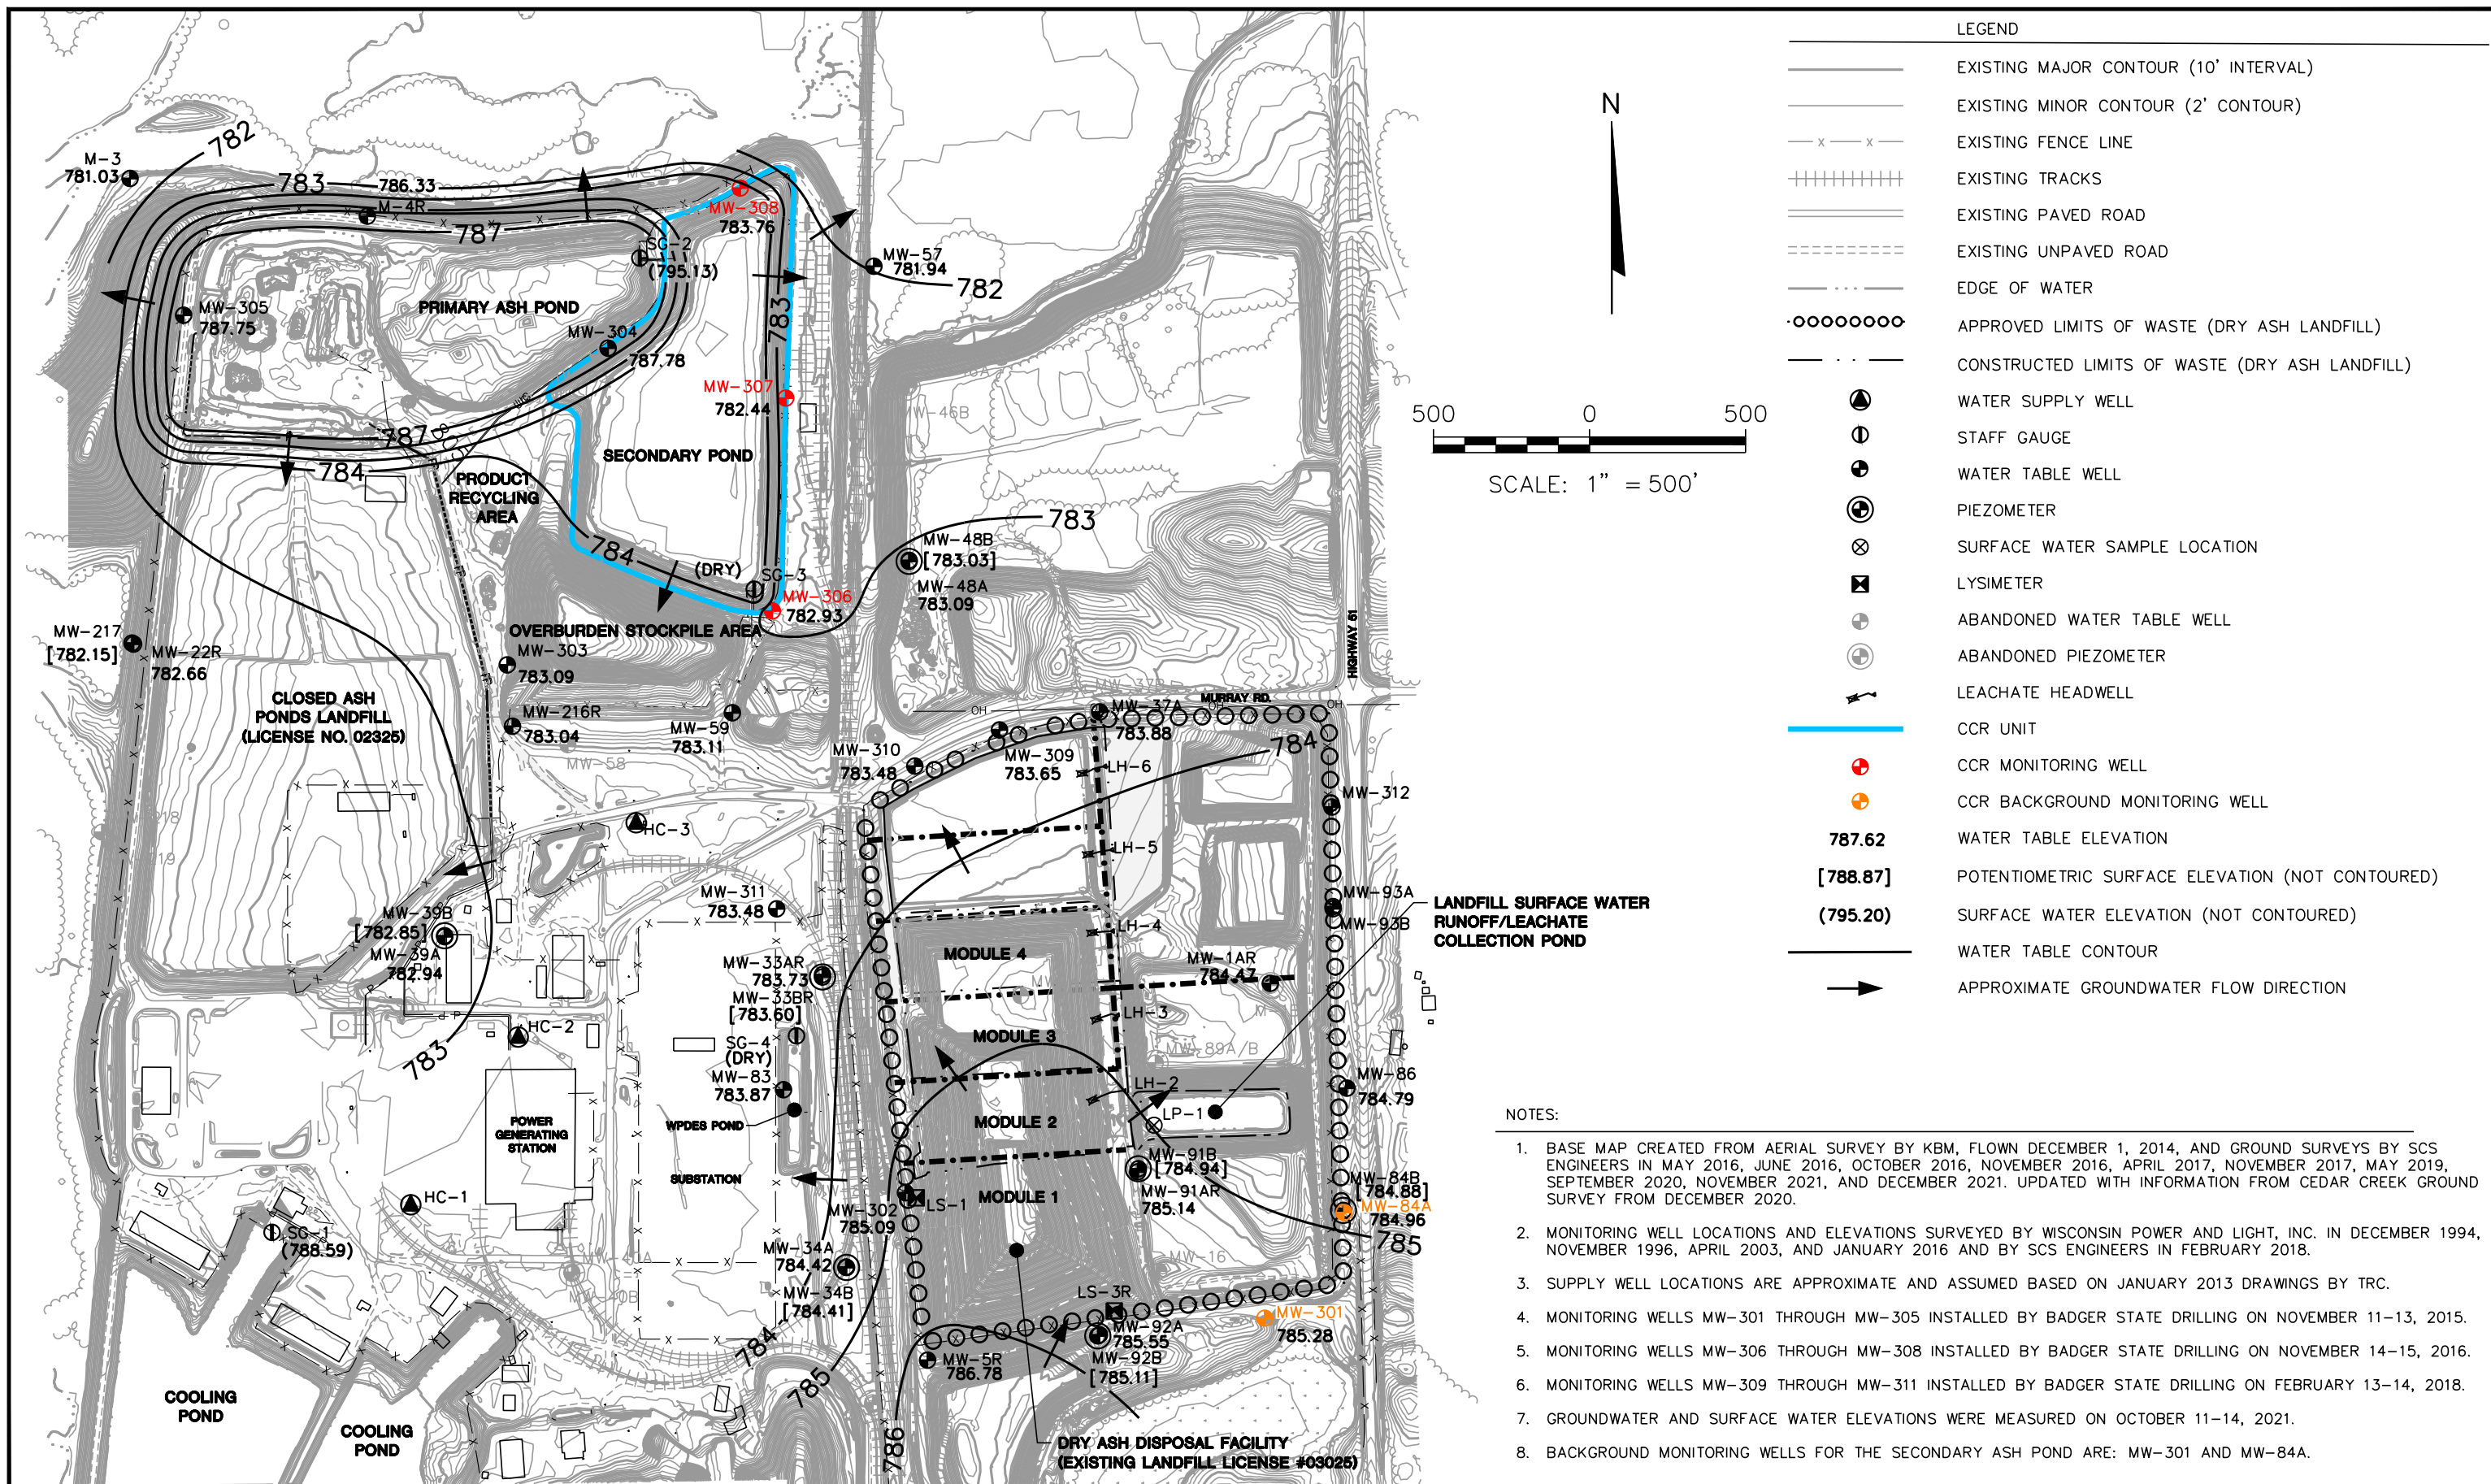 LEGEND
EXISTING MAJOR CONTOUR (10' INTERVAL)
EXISTING MINOR CONTOUR (2' CONTOUR)
EXISTING FENCE LINE
EXISTING TRACKS
EXISTING PAVED ROAD
EXISTING UNPAVED ROAD
EDGE OF WATER
APPROVED LIMITS OF WASTE (DRY ASH LANDFILL)
CONSTRUCTED LIMITS OF WASTE (DRY ASH LANDFILL)
WATER SUPPLY WELL
STAFF GAUGE
WATER TABLE WELL
PIEZOMETER
SURFACE WATER SAMPLE LOCATION
LYSIMETER
ABANDONED WATER TABLE WELL
ABANDONED PIEZOMETER
LEACHATE HEADWELL
CCR UNIT
CCR MONITORING WELL
CCR BACKGROUND MONITORING WELL
787.62 WATER TABLE ELEVATION
[788.87] POTENTIOMETRIC SURFACE ELEVATION (NOT CONTOURED)
(795.20) SURFACE WATER ELEVATION (NOT CONTOURED)
WATER TABLE CONTOUR
APPROXIMATE GROUNDWATER FLOW DIRECTION
N
500 0 500
SCALE: 1" = 500'
782
M-3
781.03
783
786.33
M-4R
787
MW-308
783.76
SG-2
(795.13)
MW-57
781.94
782
PRIMARY ASH POND
MW-305
787.75
MW-304
787.78
783
MW-307
782.44
MW-46B
787
784
SECONDARY POND
PRODUCT
RECYCLING
AREA
784
(DRY)
SG-3
MW-306
782.93
783
MW-48B
[783.03]
MW-48A
783.09
OVERBURDEN STOCKPILE AREA
MW-217
[782.15]
MW-22R
782.66
MW-303
783.09
CLOSED ASH
PONDS LANDFILL
(LICENSE NO. 02325)
MW-216R
783.04
MW-59
783.11
MW-58
HIGHWAY 61
MURRAY RD.
OH
OH
OH
MW-37A
783.88
MW-310
783.48
MW-309
783.65
784
LH-6
MW-312
HC-3
LH-5
MW-311
783.48
MW-93A
MW-93B
MW-39B
[782.85]
MW-39A
782.94
LH-4
LANDFILL SURFACE WATER
RUNOFF/LEACHATE
COLLECTION POND
MODULE 4
MW-33AR
783.73
MW-33BR
[783.60]
MW-1AR
784.47
LH-3
HC-2
SG-4
(DRY)
MODULE 3
MW-89A/B
783
MW-83
783.87
LH-2
MW-86
784.79
LP-1
POWER
GENERATING
STATION
WPDES POND
MODULE 2
MW-91B
[784.94]
MW-91AR
785.14
SUBSTATION
MODULE 1
MW-84B
[784.88]
MW-84A
784.96
HC-1
MW-302
785.09
LS-1
SG-1
(788.59)
785
MW-34A
784.42
MW-34B
[784.41]
MW-40A
MW-40B
MW-16
LS-3R
MW-301
785.28
MW-92A
785.55
MW-92B
[785.11]
MW-5R
786.78
784
785
786
COOLING
POND
COOLING
POND
DRY ASH DISPOSAL FACILITY
(EXISTING LANDFILL LICENSE #03025)
NOTES:
1. BASE MAP CREATED FROM AERIAL SURVEY BY KBM, FLOWN DECEMBER 1, 2014, AND GROUND SURVEYS BY SCS
ENGINEERS IN MAY 2016, JUNE 2016, OCTOBER 2016, NOVEMBER 2016, APRIL 2017, NOVEMBER 2017, MAY 2019,
SEPTEMBER 2020, NOVEMBER 2021, AND DECEMBER 2021. UPDATED WITH INFORMATION FROM CEDAR CREEK GROUND
SURVEY FROM DECEMBER 2020.
2. MONITORING WELL LOCATIONS AND ELEVATIONS SURVEYED BY WISCONSIN POWER AND LIGHT, INC. IN DECEMBER 1994,
NOVEMBER 1996, APRIL 2003, AND JANUARY 2016 AND BY SCS ENGINEERS IN FEBRUARY 2018.
3. SUPPLY WELL LOCATIONS ARE APPROXIMATE AND ASSUMED BASED ON JANUARY 2013 DRAWINGS BY TRC.
4. MONITORING WELLS MW-301 THROUGH MW-305 INSTALLED BY BADGER STATE DRILLING ON NOVEMBER 11-13, 2015.
5. MONITORING WELLS MW-306 THROUGH MW-308 INSTALLED BY BADGER STATE DRILLING ON NOVEMBER 14-15, 2016.
6. MONITORING WELLS MW-309 THROUGH MW-311 INSTALLED BY BADGER STATE DRILLING ON FEBRUARY 13-14, 2018.
7. GROUNDWATER AND SURFACE WATER ELEVATIONS WERE MEASURED ON OCTOBER 11-14, 2021.
8. BACKGROUND MONITORING WELLS FOR THE SECONDARY ASH POND ARE: MW-301 AND MW-84A.